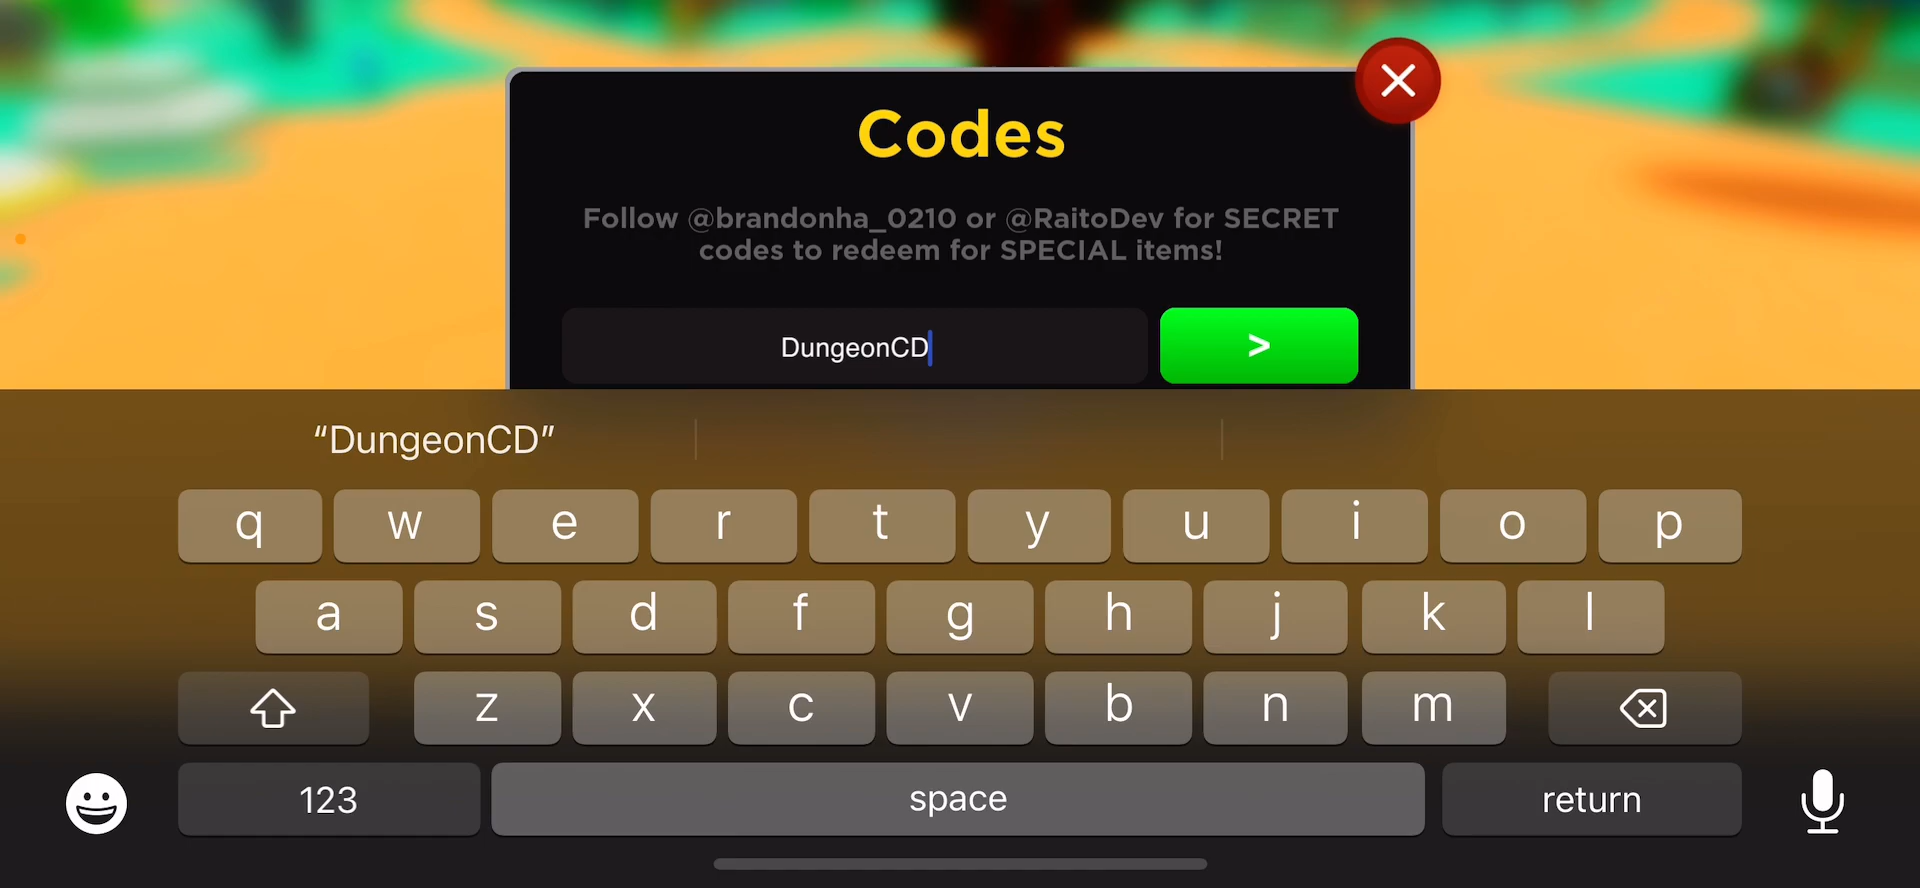 Codes
Follow @brandonha_0210 or @RaitoDev for SECRET
codes to redeem for SPECIAL items!
DungeonCD
>
“DungeonCD”
q w e r t y u i o p
a s d f g h j k l
z x c v b n m
123 space return